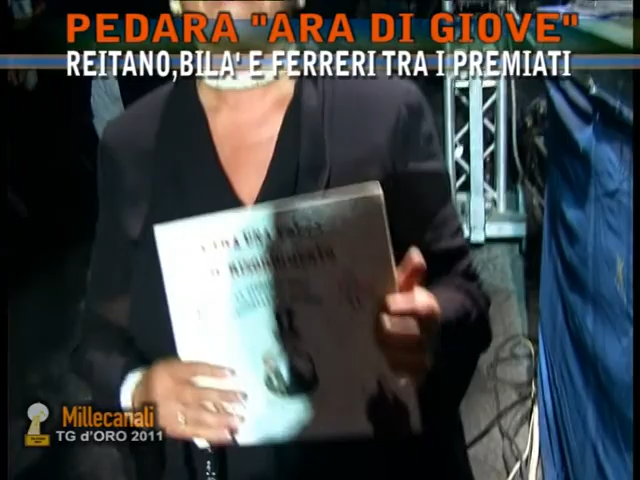 PEDARA "ARA DI GIOVE"
REITANO,BILA' E FERRERI TRA I PREMIATI
Millecanali
TG d'ORO 2011